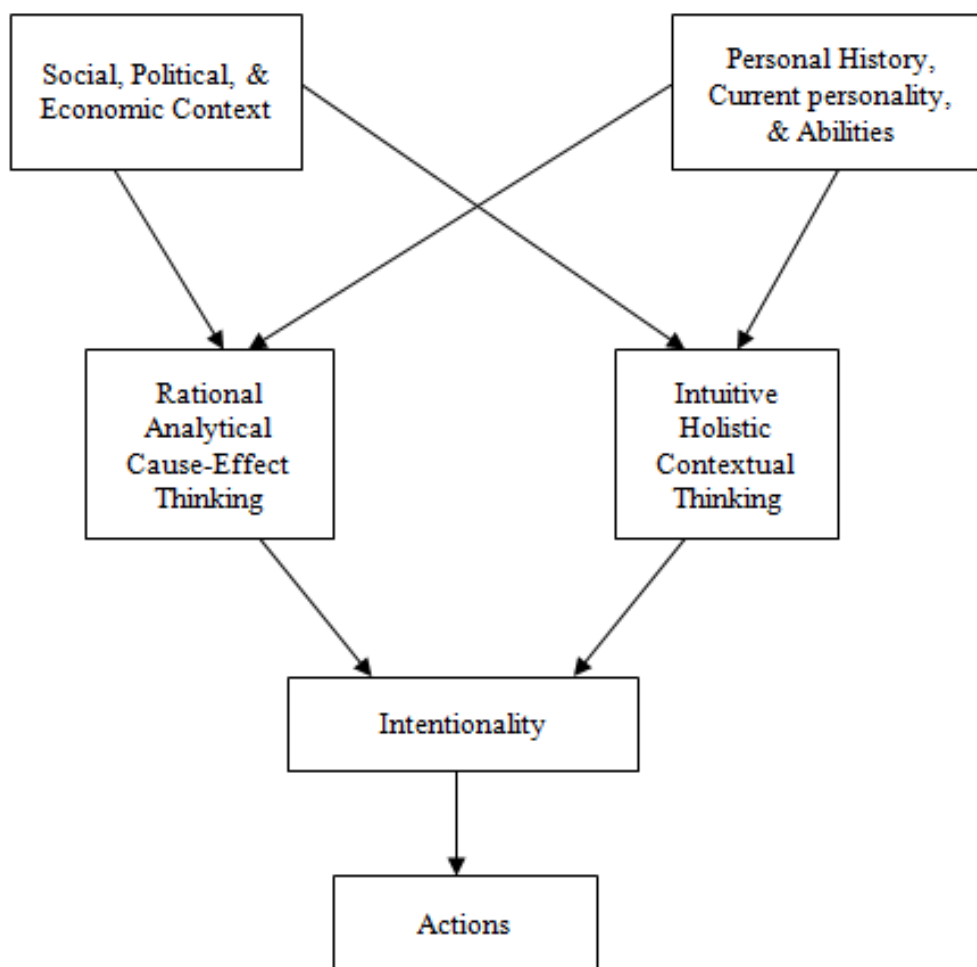 Social, Political, &
Economic Context
Personal History,
Current personality,
& Abilities
Rational
Analytical
Cause-Effect
Thinking
Intuitive
Holistic
Contextual
Thinking
Intentionality
Actions